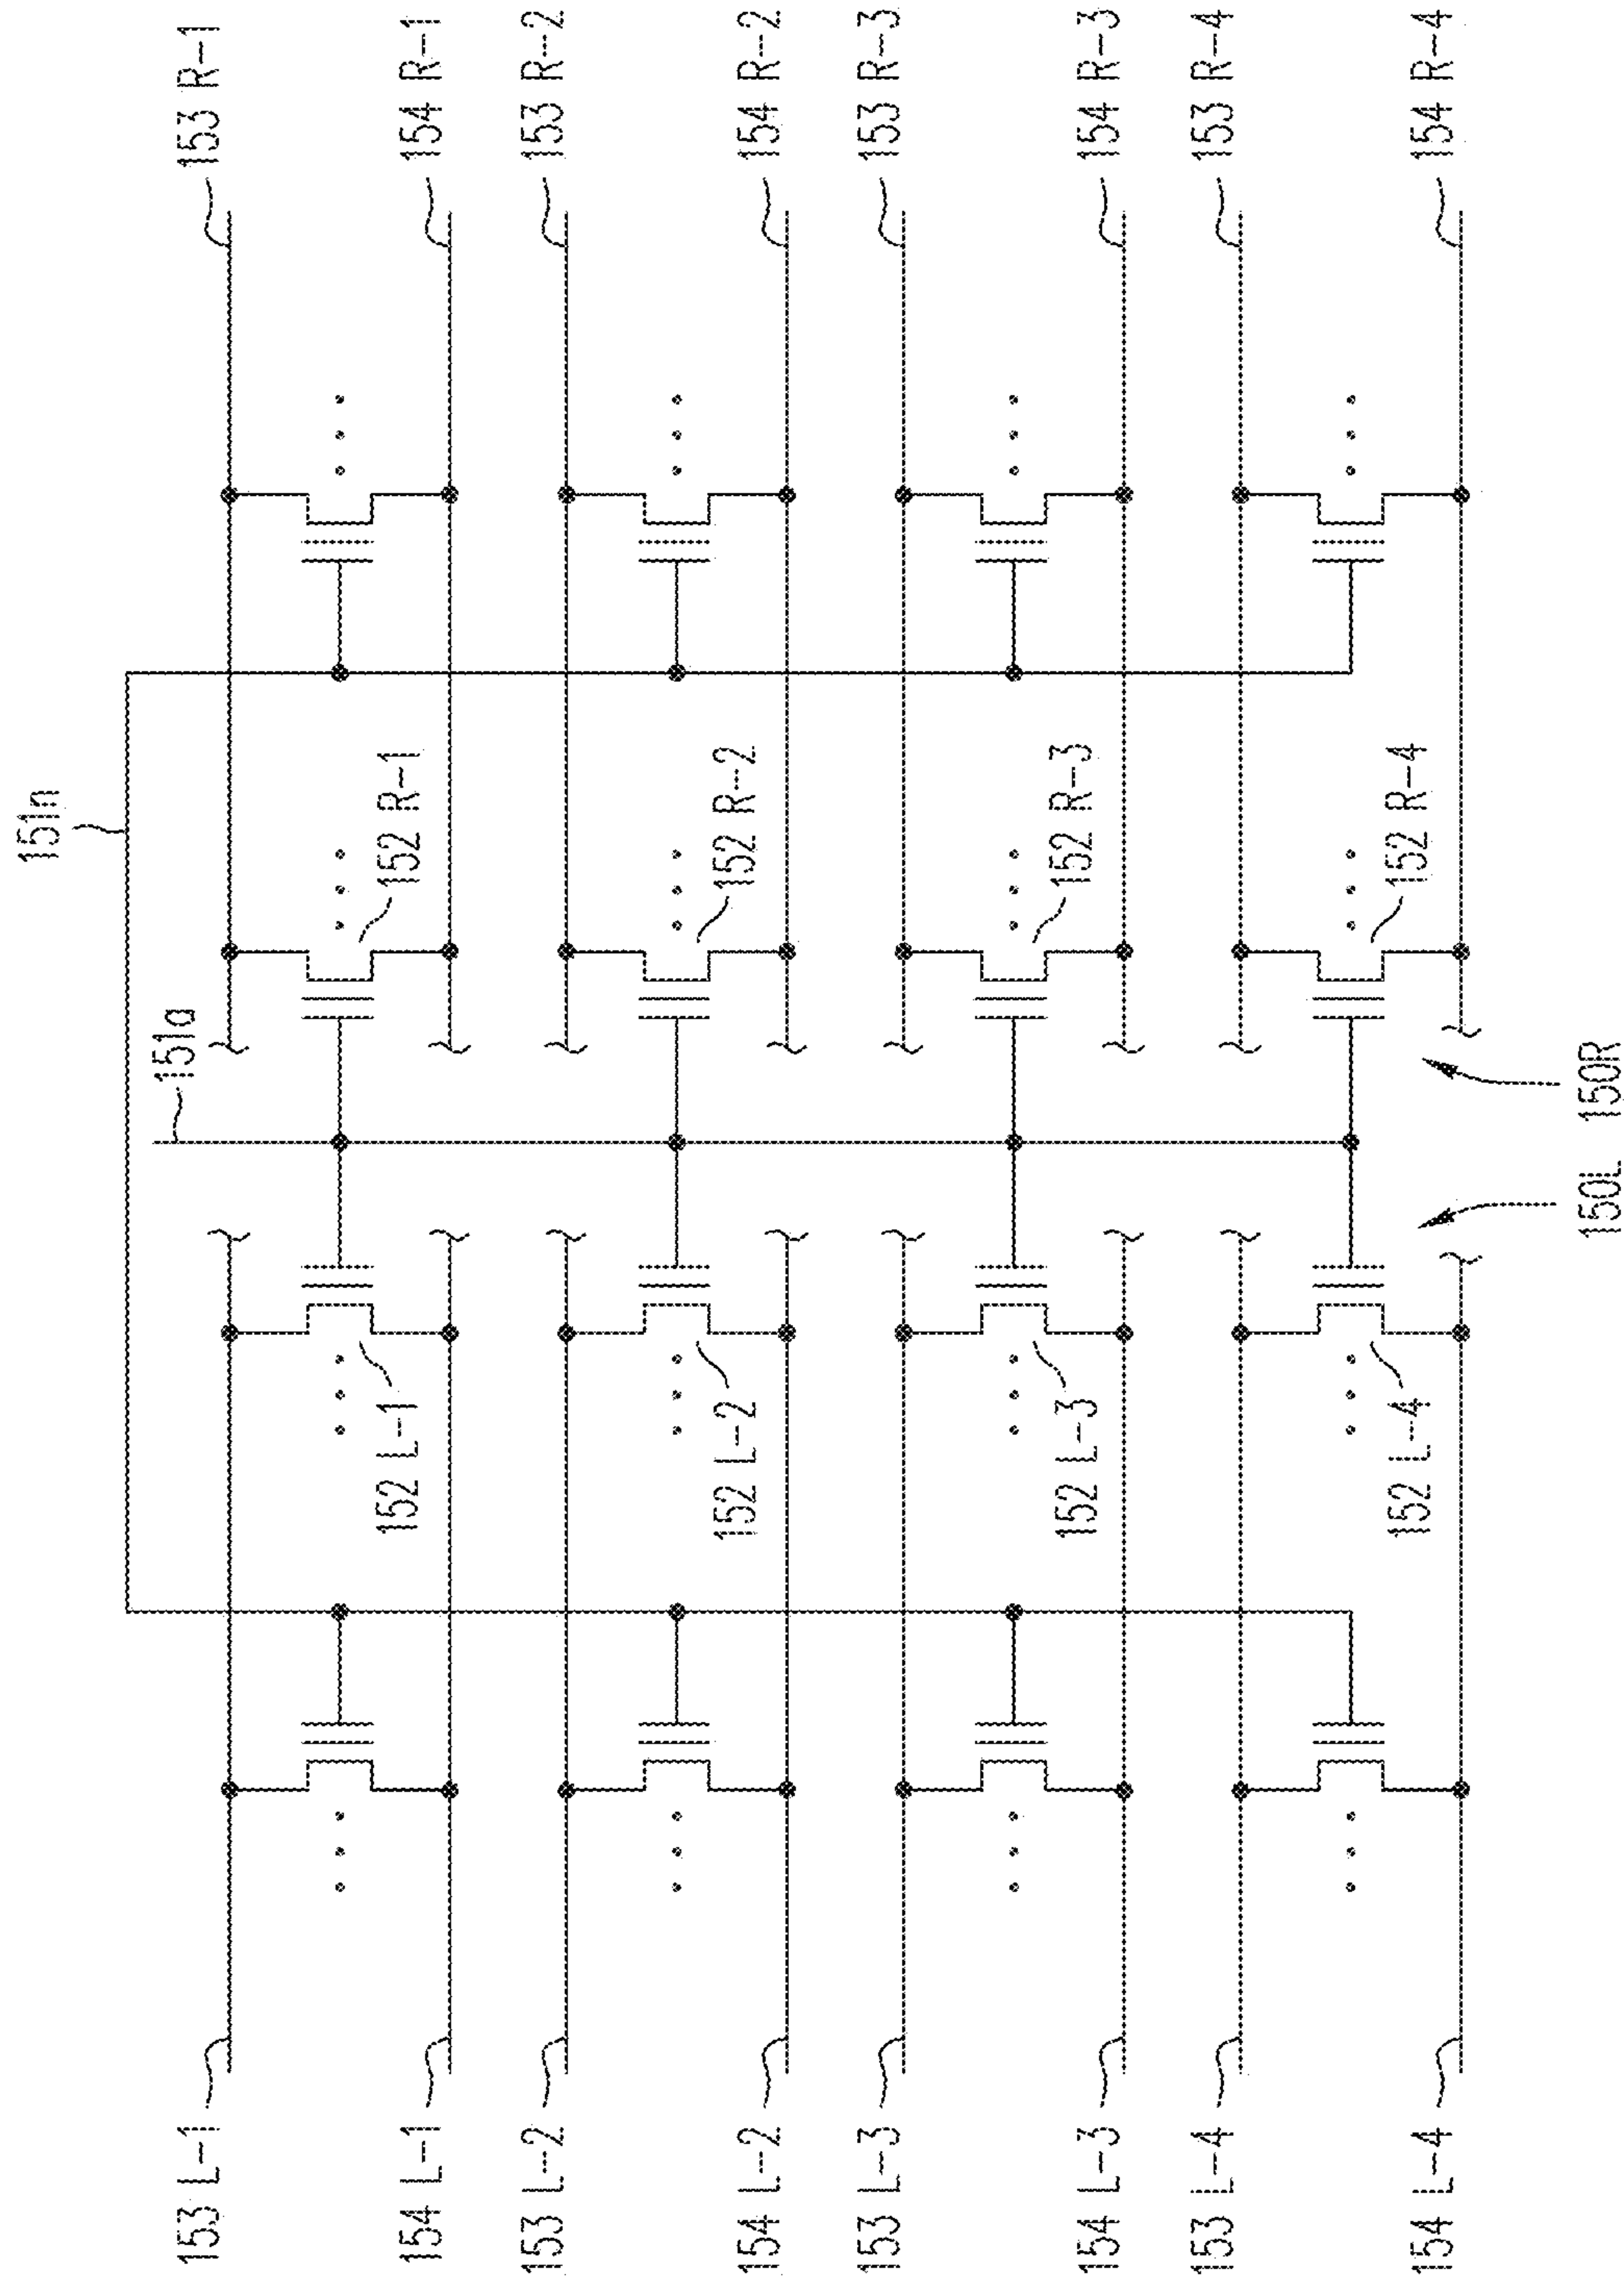 153 L-1
154 L-1
153 L-2
154 L-2
153 L-3
154 L-3
153 L-4
154 L-4
152 L-1
152 L-2
152 L-3
152 L-4
151n
151a
150L
150R
152 R-1
152 R-2
152 R-3
152 R-4
153 R-1
154 R-1
153 R-2
154 R-2
153 R-3
154 R-3
153 R-4
154 R-4